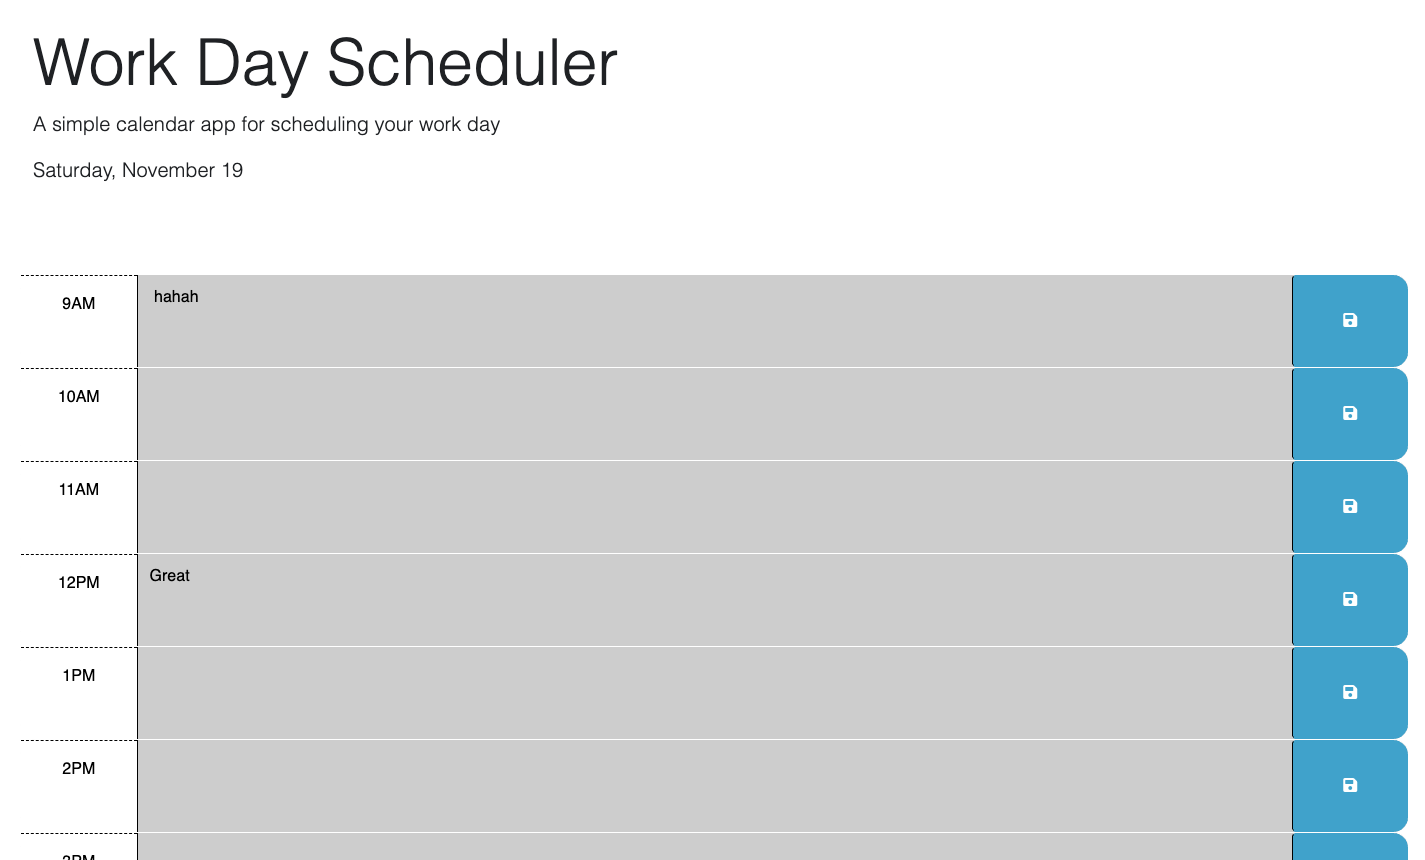 Work Day Scheduler
A simple calendar app for scheduling your work day
Saturday, November 19
9AM
hahah
10AM
11AM
12PM
Great
1PM
2PM